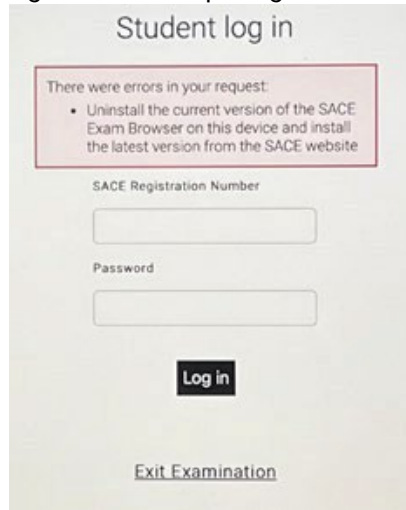 Student log in
There were errors in your request:
• Uninstall the current version of the SACE
Exam Browser on this device and install
the latest version from the SACE website
SACE Registration Number
Password
Log in
Exit Examination